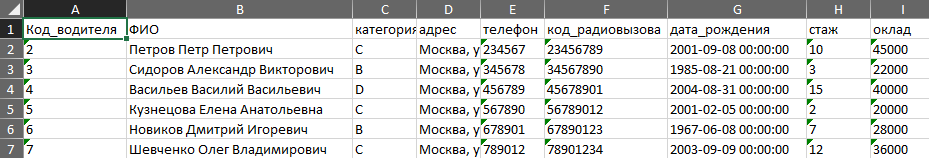 A B C D E F G H I
1 Код_водителя ФИО категория адрес телефон код_радиовызова дата_рождения стаж оклад
2 2 Петров Петр Петрович C Москва, у 234567 23456789 2001-09-08 00:00:00 10 45000
3 3 Сидоров Александр Викторович B Москва, у 345678 34567890 1985-08-21 00:00:00 3 22000
4 4 Васильев Василий Васильевич D Москва, у 456789 45678901 2004-08-31 00:00:00 15 40000
5 5 Кузнецова Елена Анатольевна C Москва, у 567890 56789012 2001-02-05 00:00:00 2 20000
6 6 Новиков Дмитрий Игоревич B Москва, у 678901 67890123 1967-06-08 00:00:00 7 28000
7 7 Шевченко Олег Владимирович C Москва, у 789012 78901234 2003-09-09 00:00:00 12 36000